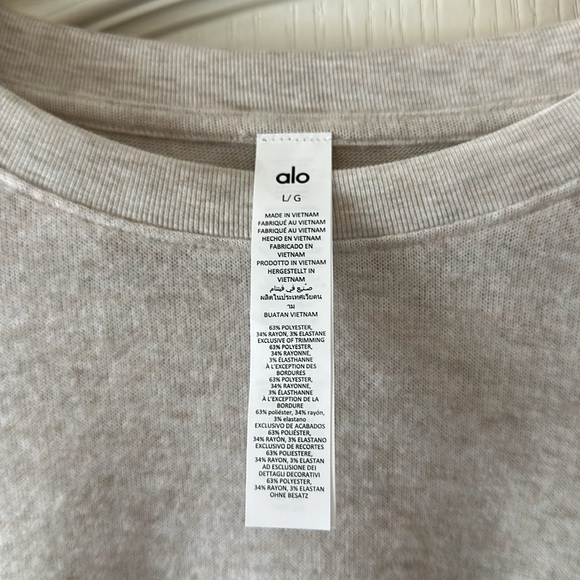 alo
L/ G
MADE IN VIETNAM
FABRIQUÉ AU VIETNAM
FABRIQUÉ AU VIETNAM
HECHO EN VIETNAM
FABRICADO EN
VIETNAM
PRODOTTO IN VIETNAM
HERGESTELLT IN
VIETNAM
صنع في فيتنام
ผลิตในประเทศเวียดน
าม
BUATAN VIETNAM
63% POLYESTER,
34% RAYON, 3% ELASTANE
EXCLUSIVE OF TRIMMING
63% POLYESTER,
34% RAYONNE,
3% ÉLASTHANNE
À L'EXCEPTION DES
BORDURES
63% POLYESTER,
34% RAYONNE,
3% ÉLASTHANNE
À L'EXCEPTION DE LA
BORDURE
63% poliéster, 34% rayón,
3% elastano
EXCLUSIVO DE ACABADOS
63% POLIÉSTER,
34% RAYÓN, 3% ELASTANO
EXCLUSIVO DE RECORTES
63% POLIESTERE,
34% RAYON, 3% ELASTAN
AD ESCLUSIONE DEI
DETTAGLI DECORATIVI
63% POLYESTER,
34% RAYON, 3% ELASTAN
OHNE BESATZ